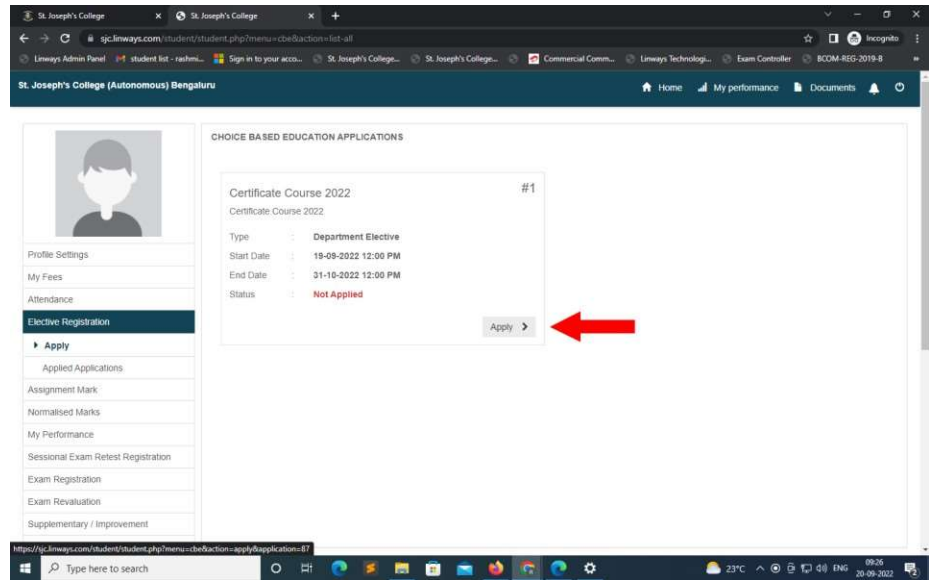 St. Joseph's College
St. Joseph's College
sjc.linways.com/student/student.php?menu=cbe&action=list-all
Incognito
Linways Admin Panel
student list - rashmi...
Sign in to your acco...
St. Joseph's College...
St. Joseph's College...
Commercial Comm...
Linways Technologi...
Exam Controller
BCOM-REG-2019-B
St. Joseph's College (Autonomous) Bengaluru
Home
My performance
Documents
CHOICE BASED EDUCATION APPLICATIONS
Certificate Course 2022
#1
Certificate Course 2022
Type : Department Elective
Start Date : 19-09-2022 12:00 PM
End Date : 31-10-2022 12:00 PM
Status : Not Applied
Apply
Profile Settings
My Fees
Attendance
Elective Registration
Apply
Applied Applications
Assignment Mark
Normalised Marks
My Performance
Sessional Exam Retest Registration
Exam Registration
Exam Revaluation
Supplementary / Improvement
https://sjc.linways.com/student/student.php?menu=cbe&action=apply&application=87
Type here to search
23°C
ENG
09:26
20-09-2022